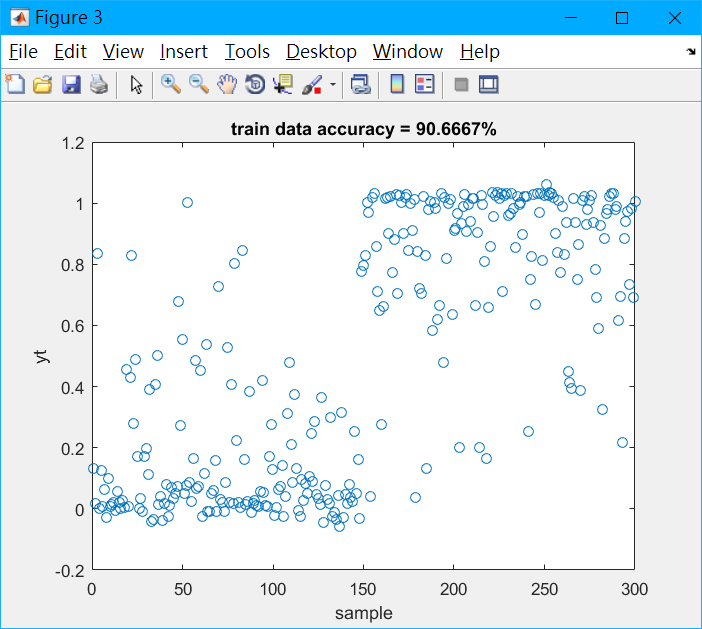 Figure 3
File Edit View Insert Tools Desktop Window Help
train data accuracy = 90.6667%
1.2
1
0.8
0.6
0.4
0.2
0
-0.2
yt
0 50 100 150 200 250 300
sample